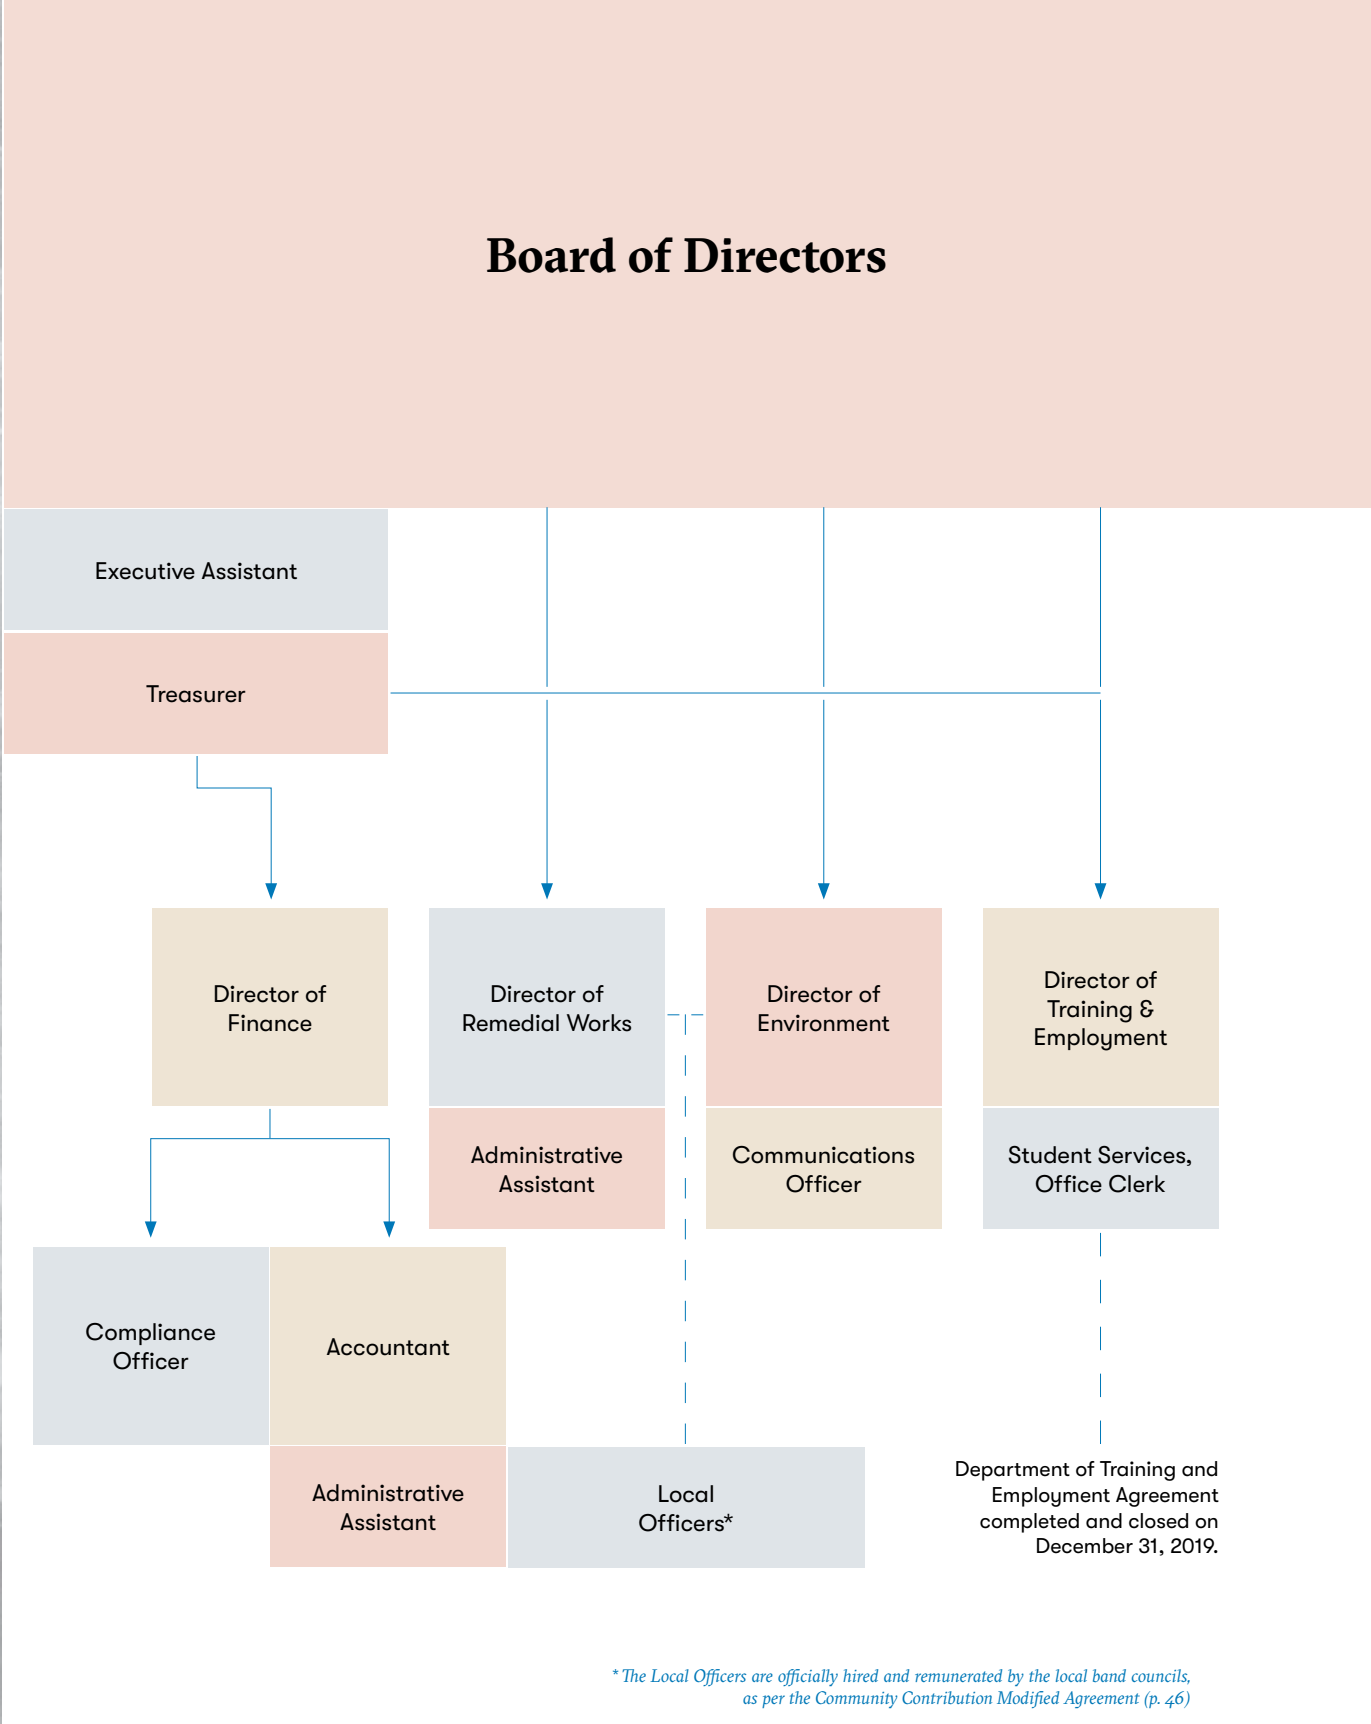 Board of Directors
Executive Assistant
Treasurer
Director of
Finance
Director of
Remedial Works
Director of
Environment
Director of
Training &
Employment
Administrative
Assistant
Communications
Officer
Student Services,
Office Clerk
Compliance
Officer
Accountant
Administrative
Assistant
Local
Officers*
Department of Training and
Employment Agreement
completed and closed on
December 31, 2019.
* The Local Officers are officially hired and remunerated by the local band councils,
as per the Community Contribution Modified Agreement (p. 46)